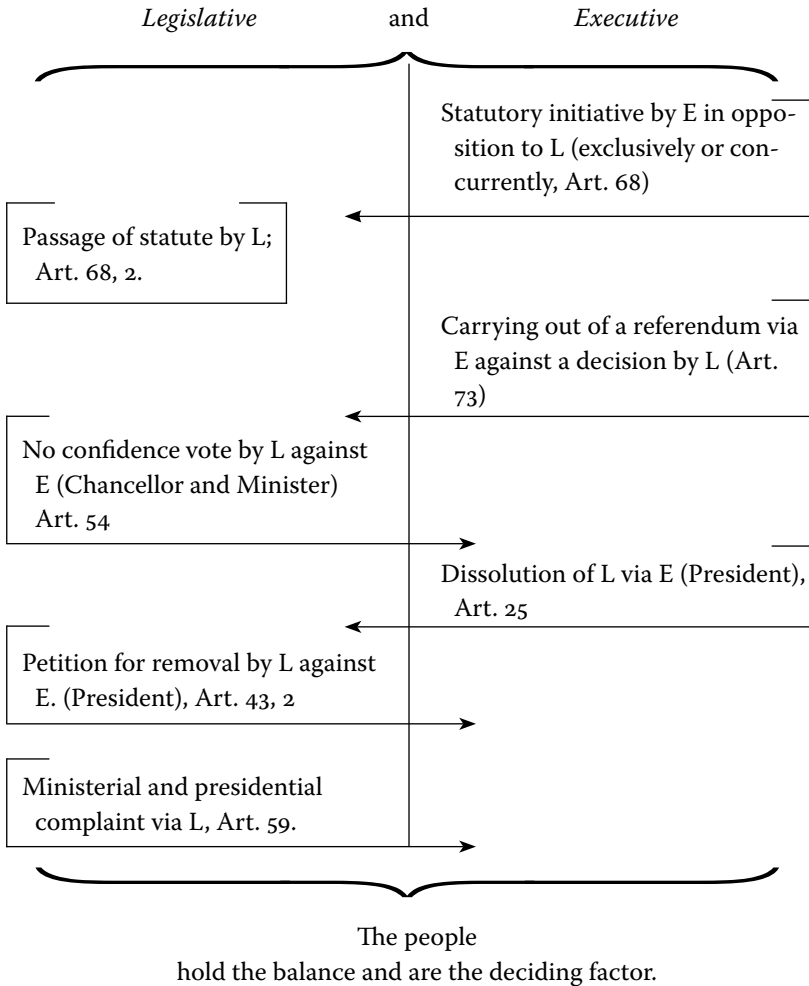 Legislative and Executive
Statutory initiative by E in oppo-
sition to L (exclusively or con-
currently, Art. 68)
Passage of statute by L;
Art. 68, 2.
Carrying out of a referendum via
E against a decision by L (Art.
73)
No confidence vote by L against
E (Chancellor and Minister)
Art. 54
Dissolution of L via E (President),
Art. 25
Petition for removal by L against
E. (President), Art. 43, 2
Ministerial and presidential
complaint via L, Art. 59.
The people
hold the balance and are the deciding factor.